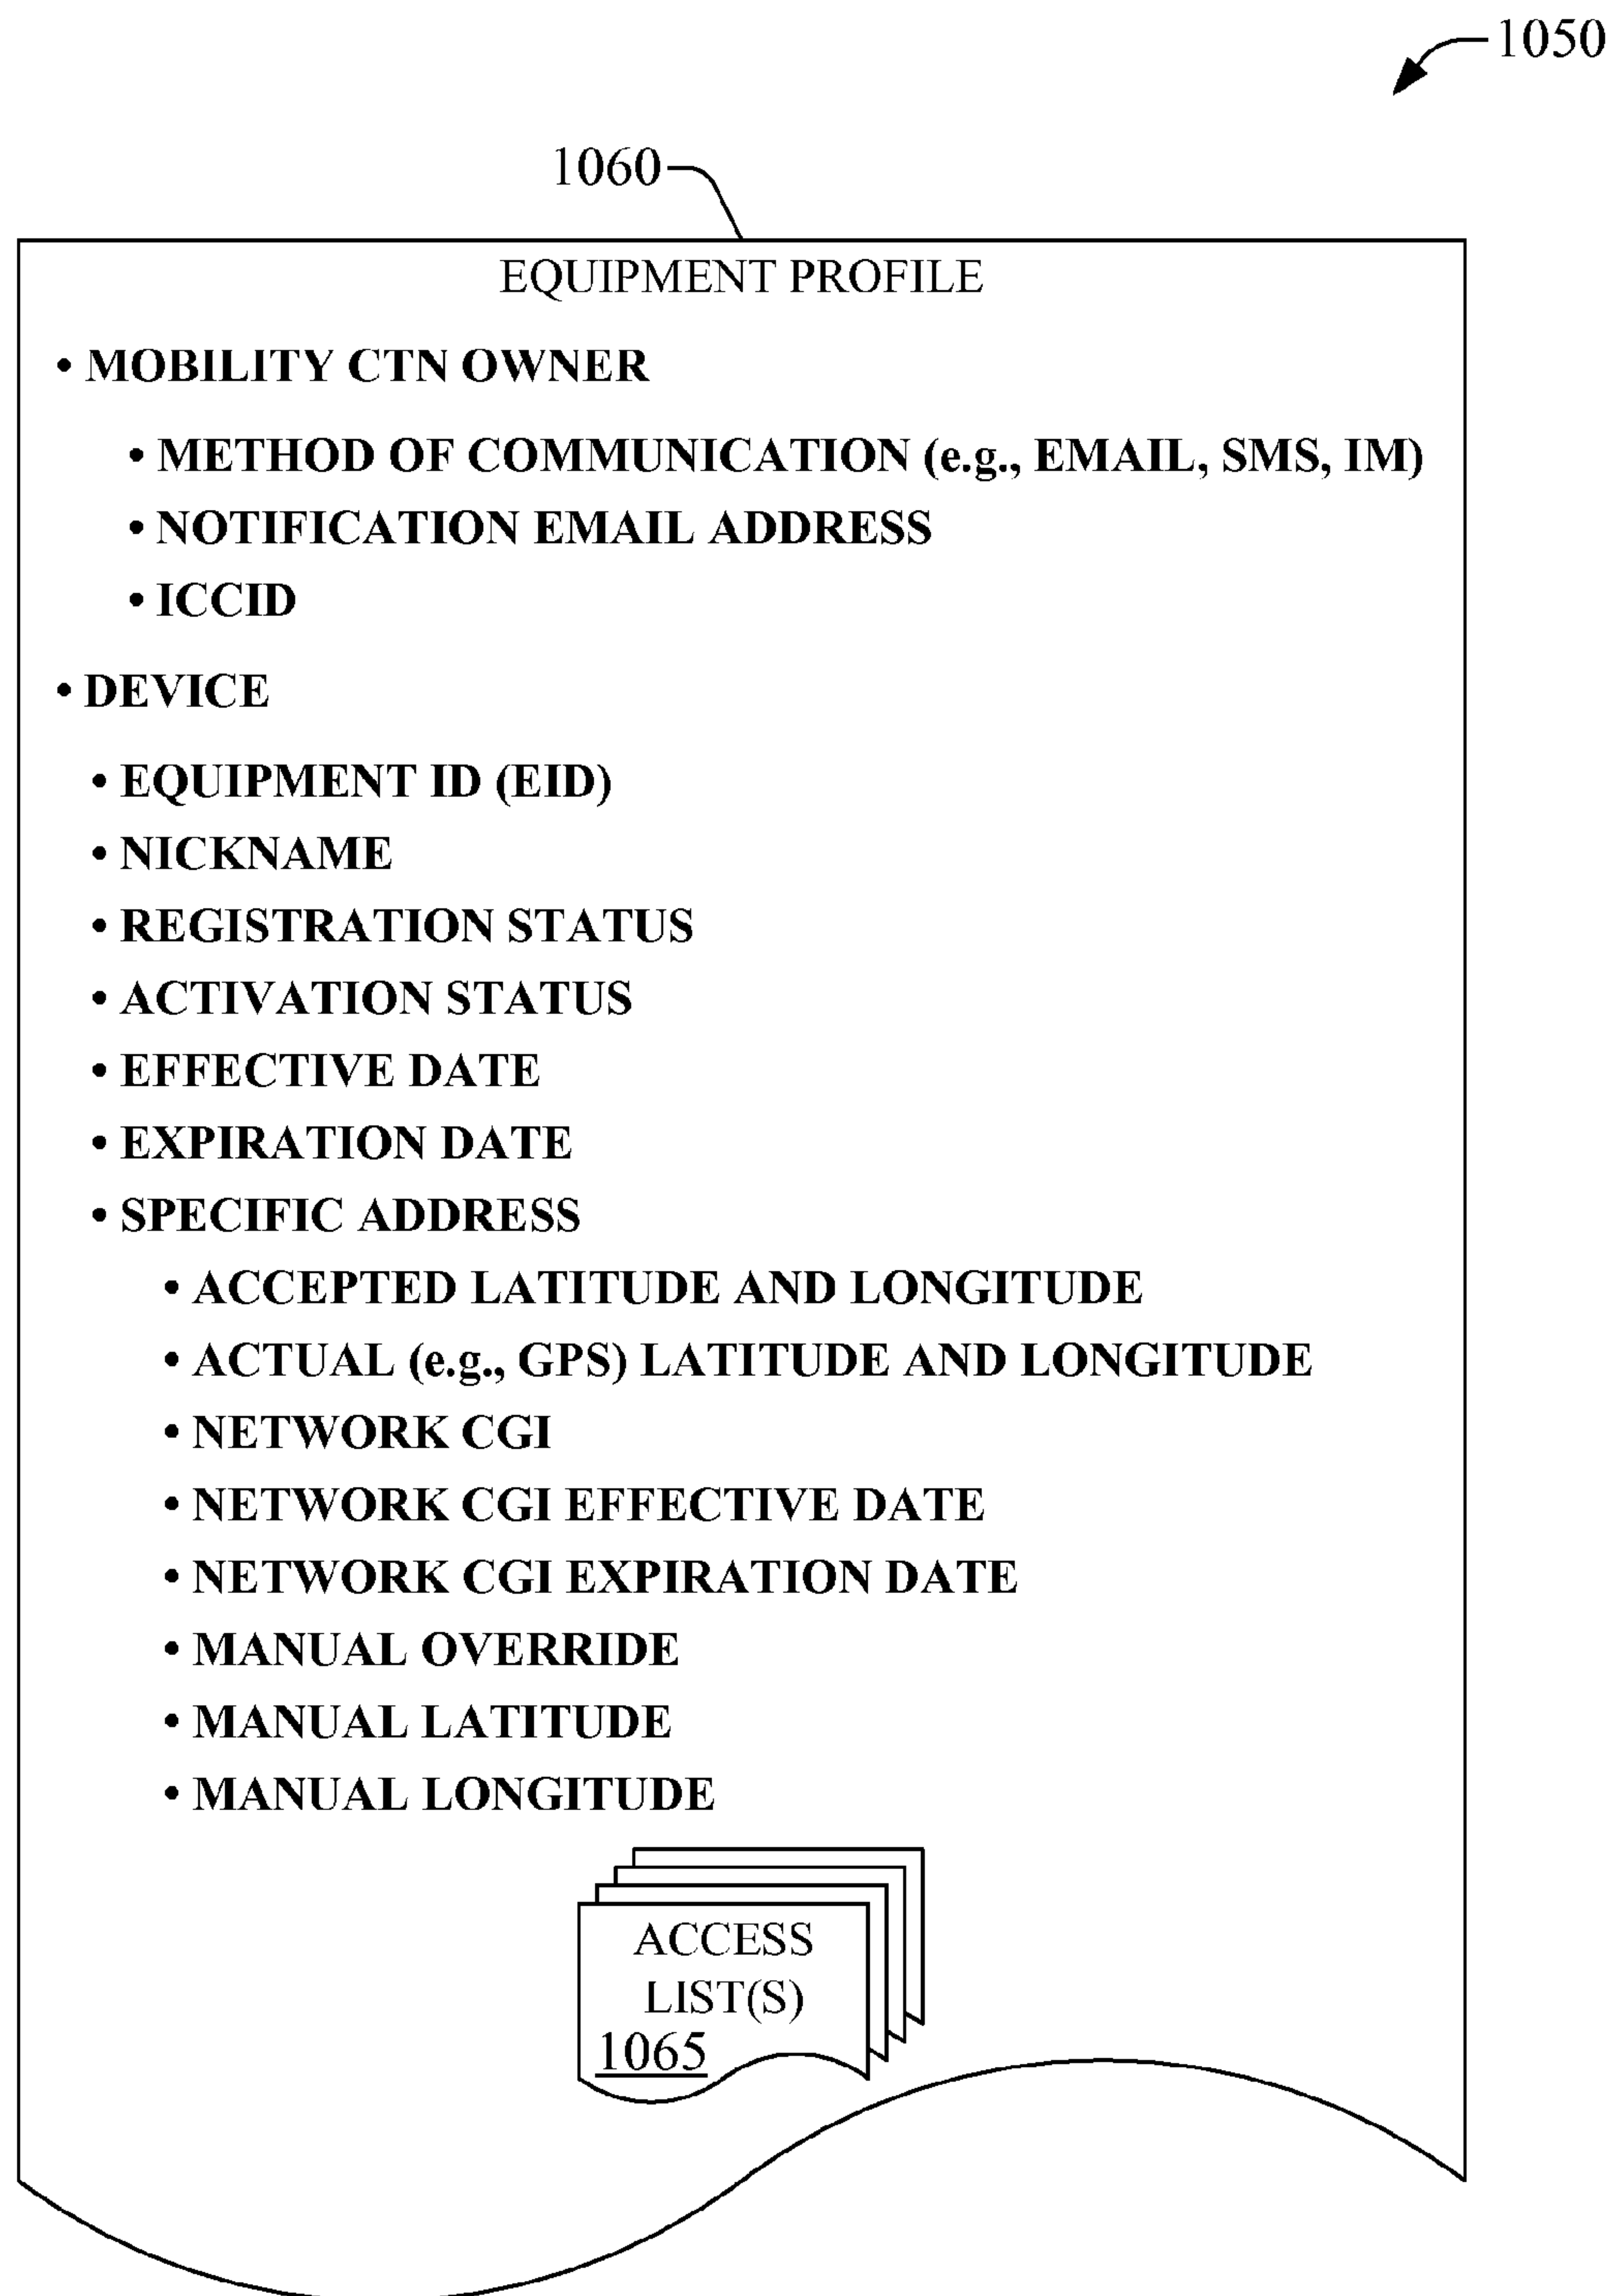 1050
1060
EQUIPMENT PROFILE
• MOBILITY CTN OWNER
• METHOD OF COMMUNICATION (e.g., EMAIL, SMS, IM)
• NOTIFICATION EMAIL ADDRESS
• ICCID
• DEVICE
• EQUIPMENT ID (EID)
• NICKNAME
• REGISTRATION STATUS
• ACTIVATION STATUS
• EFFECTIVE DATE
• EXPIRATION DATE
• SPECIFIC ADDRESS
• ACCEPTED LATITUDE AND LONGITUDE
• ACTUAL (e.g., GPS) LATITUDE AND LONGITUDE
• NETWORK CGI
• NETWORK CGI EFFECTIVE DATE
• NETWORK CGI EXPIRATION DATE
• MANUAL OVERRIDE
• MANUAL LATITUDE
• MANUAL LONGITUDE
ACCESS
LIST(S)
1065